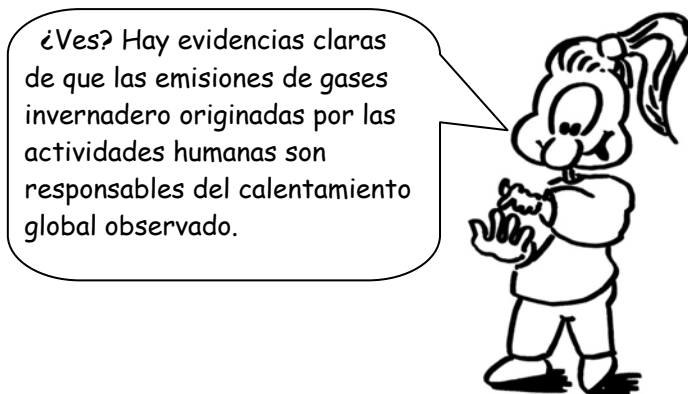 ¿Ves? Hay evidencias claras
de que las emisiones de gases
invernadero originadas por las
actividades humanas son
responsables del calentamiento
global observado.